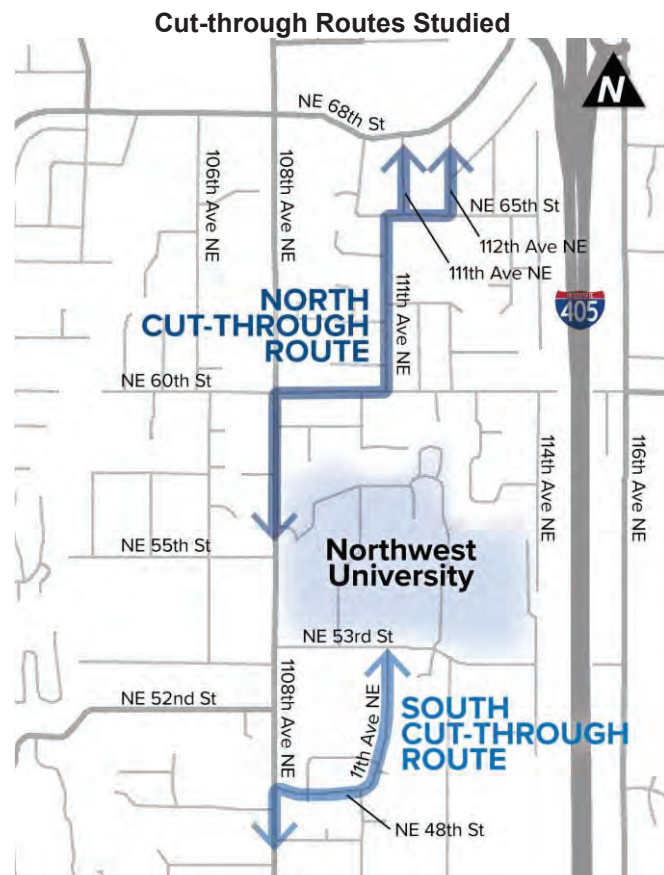 Cut-through Routes Studied
N
NE 68th St
106th Ave NE
108th Ave NE
NE 65th St
112th Ave NE
111th Ave NE
NORTH
CUT-THROUGH
ROUTE
111th Ave NE
INTERSTATE
405
NE 60th St
114th Ave NE
116th Ave NE
NE 55th St
Northwest
University
NE 53rd St
NE 52nd St
1108th Ave NE
11th Ave NE
SOUTH
CUT-THROUGH
ROUTE
NE 48th St